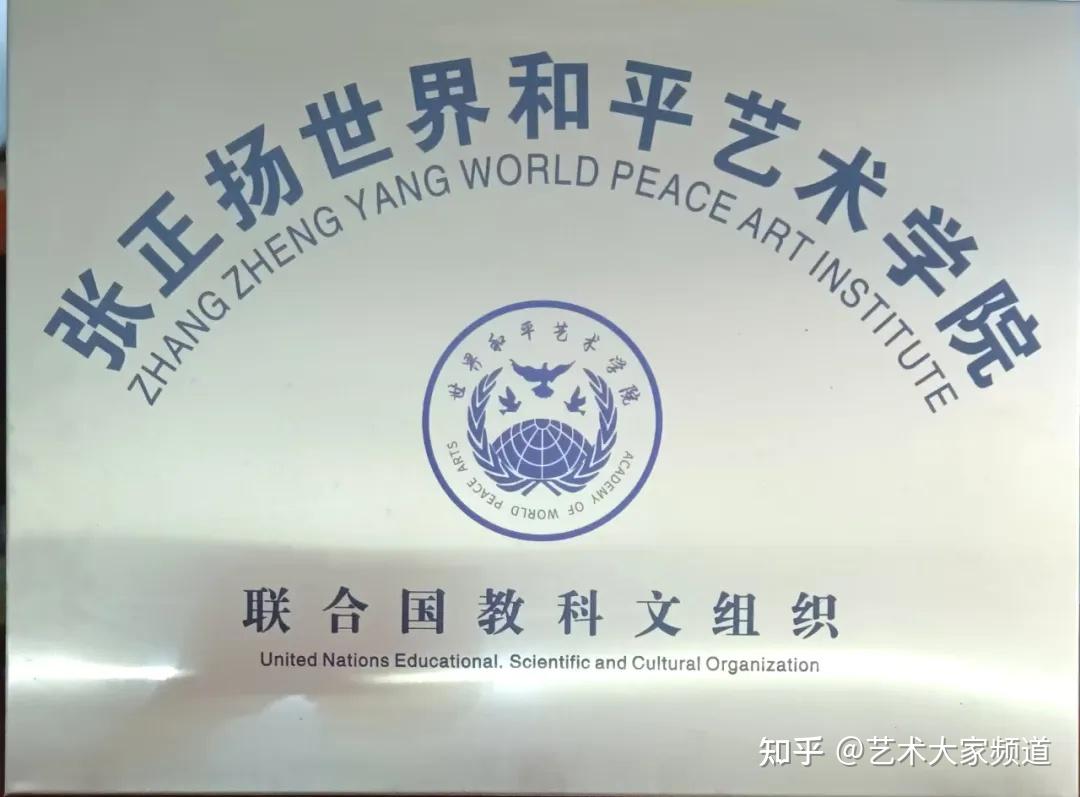 张正扬世界和平艺术学院
ZHANG ZHENG YANG WORLD PEACE ART INSTITUTE
世界和平艺术学院
ACADEMY OF WORLD PEACE ARTS
联合国教科文组织
United Nations Educational. Scientific and Cultural Organization
知乎 @艺术大家频道